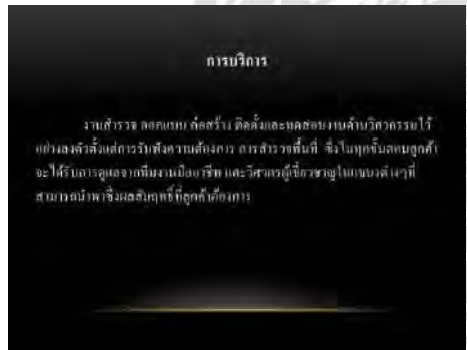 การบริการ
งานสำรวจ ออกแบบ ก่อสร้าง ติดตั้งและทดสอบงานด้านวิศวกรรมไว้
อย่างลงตัวตั้งแต่การรับฟังความต้องการ การสำรวจพื้นที่ ซึ่งในทุกขั้นตอนลูกค้า
จะได้รับการดูแลจากทีมงานมืออาชีพ และวิศวกรผู้เชี่ยวชาญในแขนงต่างๆที่
สามารถนำพาซึ่งผลสัมฤทธิ์ที่ลูกค้าต้องการ